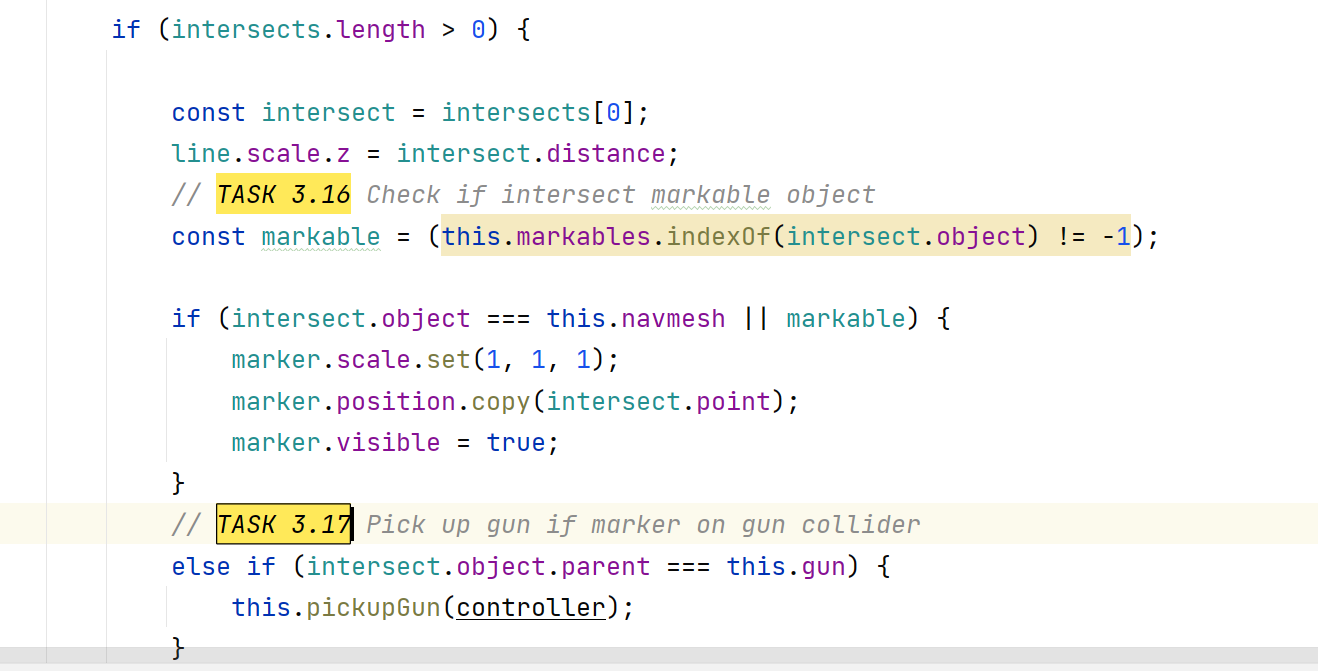 if (intersects.length > 0) {
const intersect = intersects[0];
line.scale.z = intersect.distance;
// TASK 3.16 Check if intersect markable object
const markable = (this.markables.indexOf(intersect.object) != -1);
if (intersect.object === this.navmesh || markable) {
marker.scale.set(1, 1, 1);
marker.position.copy(intersect.point);
marker.visible = true;
}
// TASK 3.17 Pick up gun if marker on gun collider
else if (intersect.object.parent === this.gun) {
this.pickupGun(controller);
}